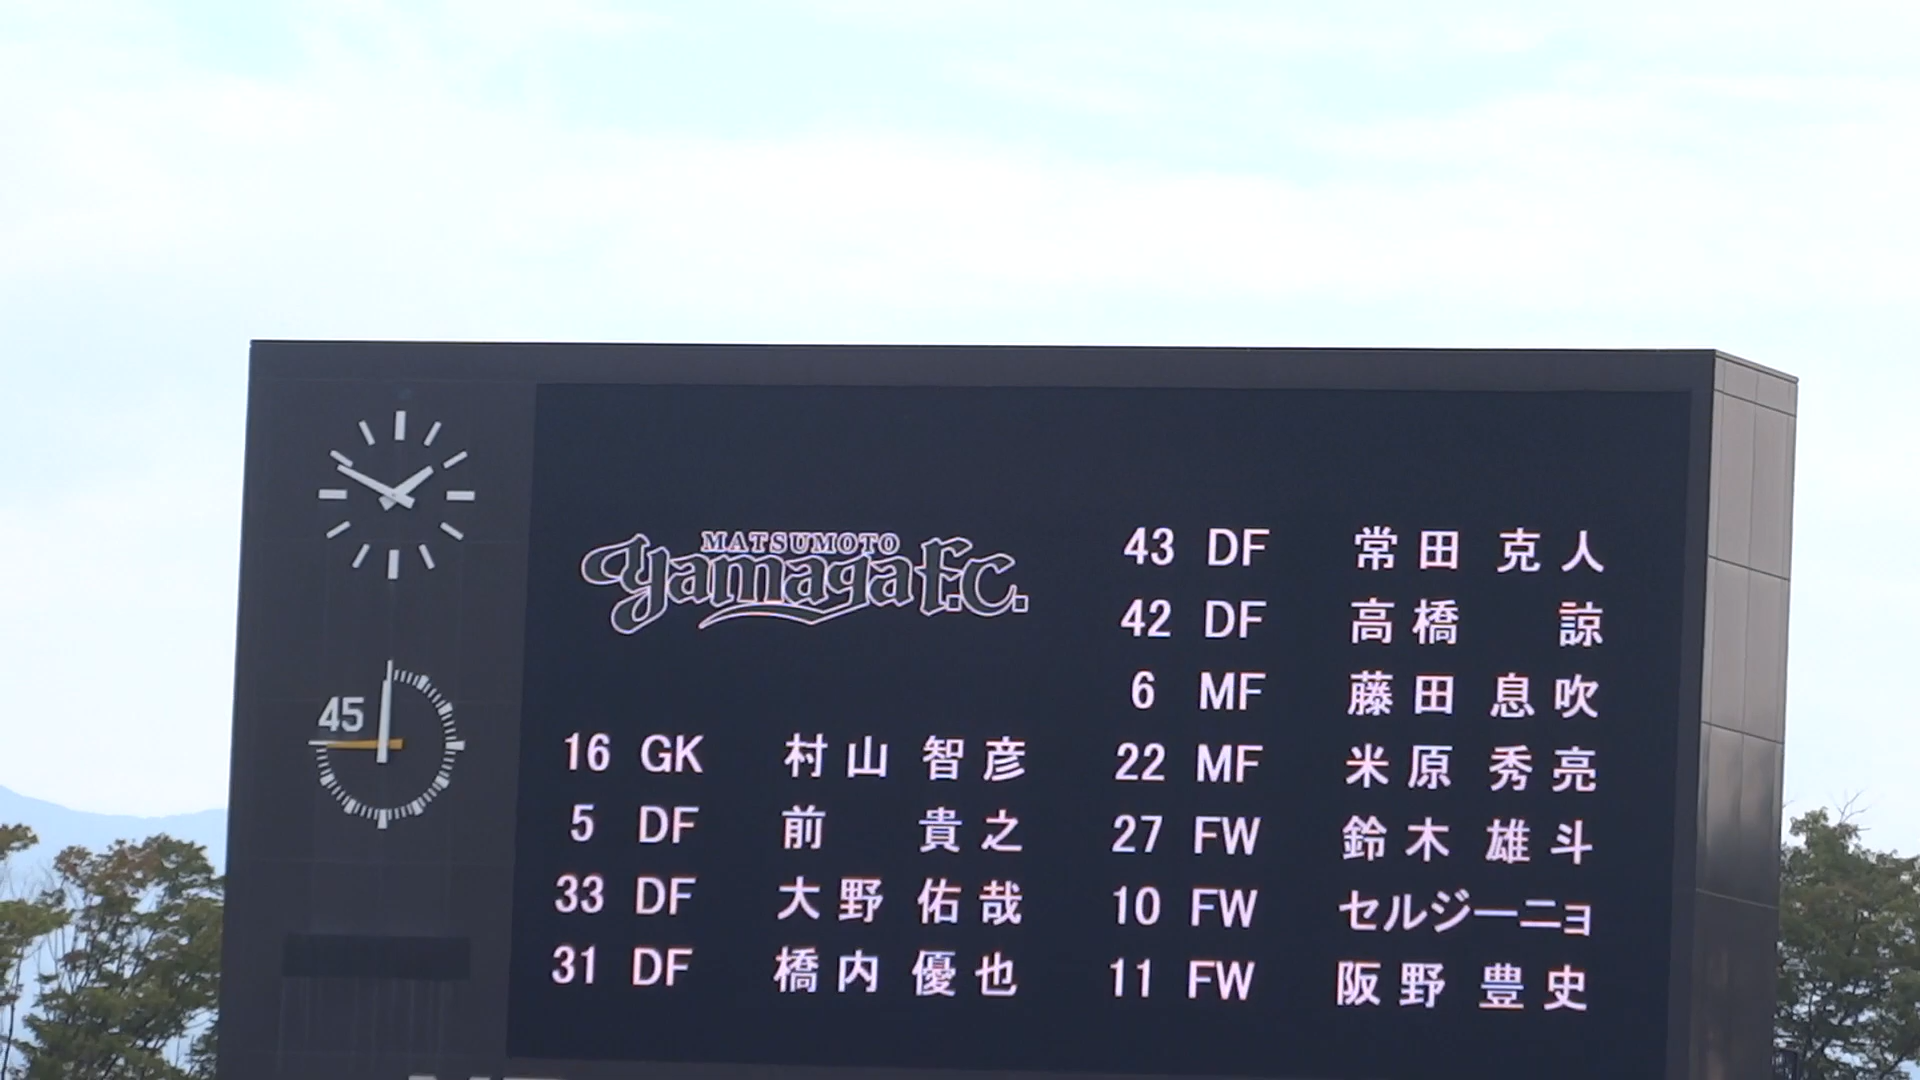 MATSUMOTO
Yamaga F.C.
16 GK 村山 智彦
5 DF 前 貴之
33 DF 大野 佑哉
31 DF 橋内 優也
43 DF 常田 克人
42 DF 高橋 諒
6 MF 藤田 息吹
22 MF 米原 秀亮
27 FW 鈴木 雄斗
10 FW セルジーニョ
11 FW 阪野 豊史
45